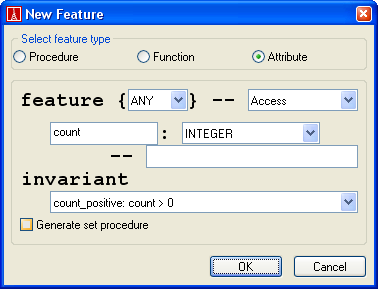 New Feature
Select feature type
Procedure Function Attribute
feature { ANY } -- Access
count : INTEGER
--
invariant
count_positive: count > 0
Generate set procedure
OK Cancel